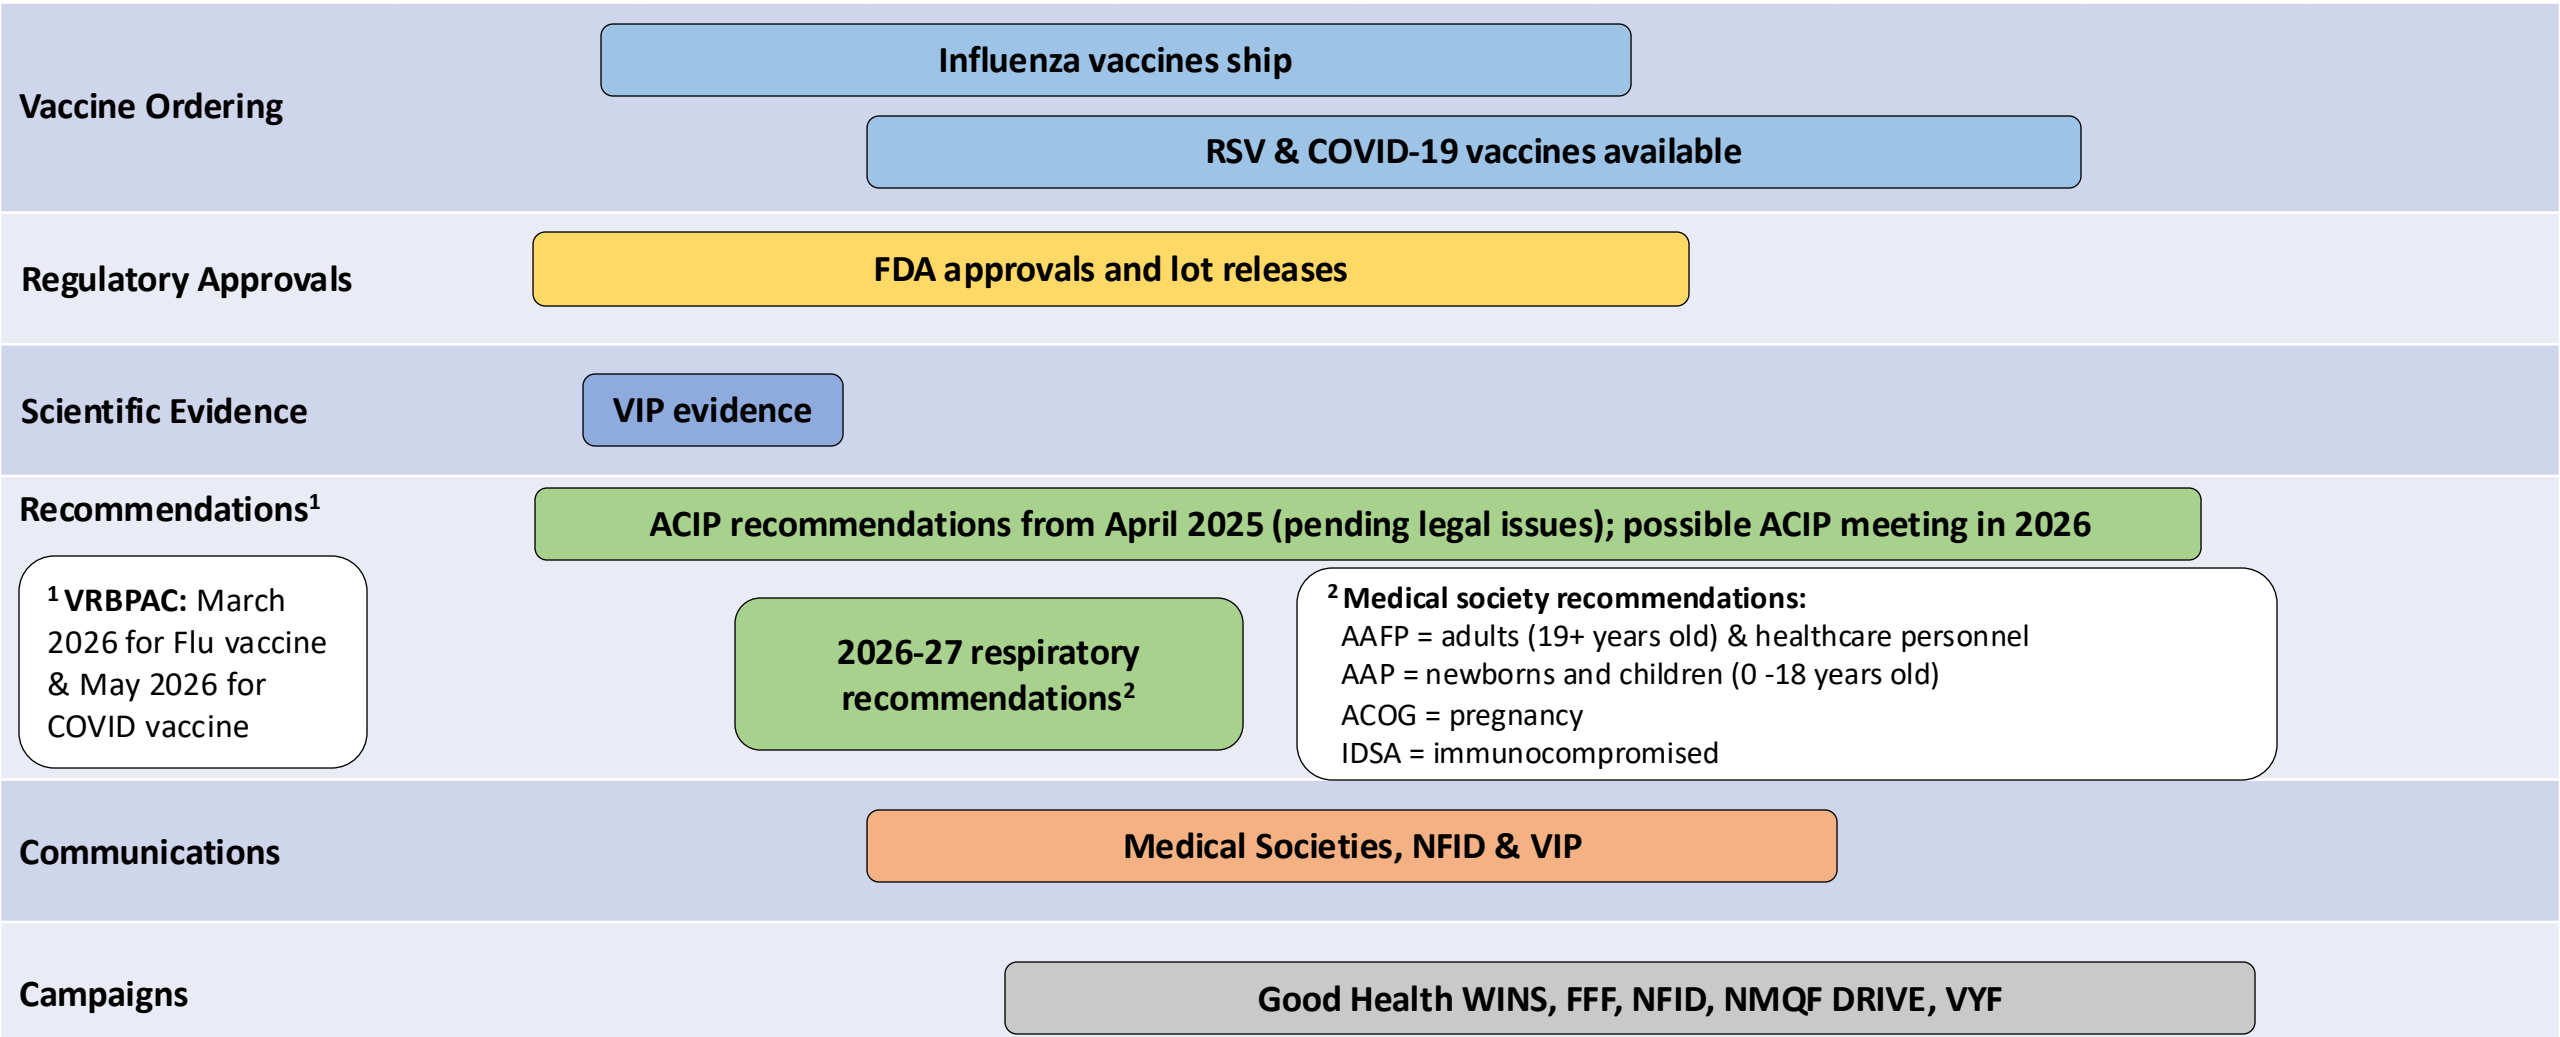 Vaccine Ordering
Influenza vaccines ship
RSV & COVID-19 vaccines available
Regulatory Approvals
FDA approvals and lot releases
Scientific Evidence
VIP evidence
Recommendations¹
ACIP recommendations from April 2025 (pending legal issues); possible ACIP meeting in 2026
¹ VRBPAC: March
2026 for Flu vaccine
& May 2026 for
COVID vaccine
2026-27 respiratory
recommendations²
² Medical society recommendations:
AAFP = adults (19+ years old) & healthcare personnel
AAP = newborns and children (0 -18 years old)
ACOG = pregnancy
IDSA = immunocompromised
Communications
Medical Societies, NFID & VIP
Campaigns
Good Health WINS, FFF, NFID, NMQF DRIVE, VYF